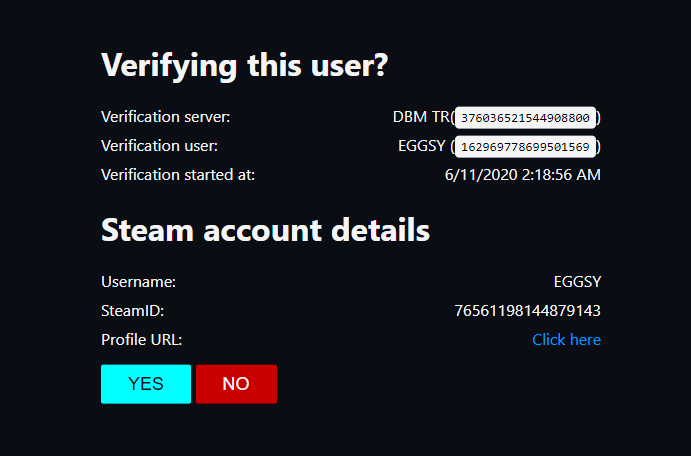 Verifying this user?
Verification server: DBM TR(376036521544908800)
Verification user: EGGSY (162969778699501569)
Verification started at: 6/11/2020 2:18:56 AM
Steam account details
Username: EGGSY
SteamID: 76561198144879143
Profile URL: Click here
YES NO